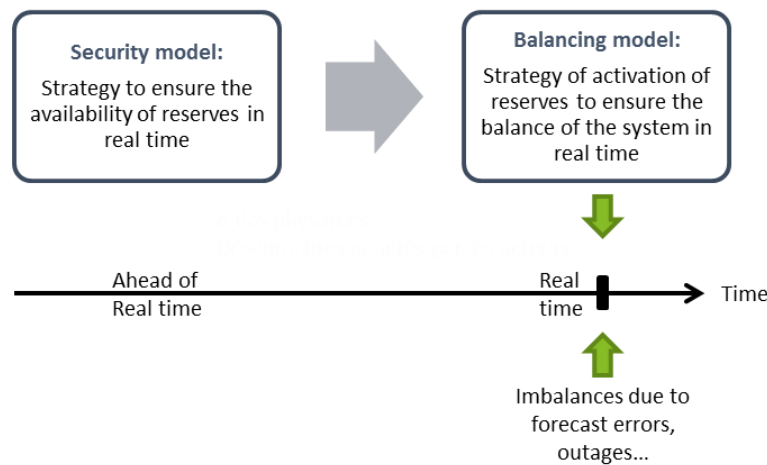 Security model:
Strategy to ensure the
availability of reserves in
real time
Balancing model:
Strategy of activation of
reserves to ensure the
balance of the system in
real time
Ahead of
Real time
Real
time
Time
Imbalances due to
forecast errors,
outages...